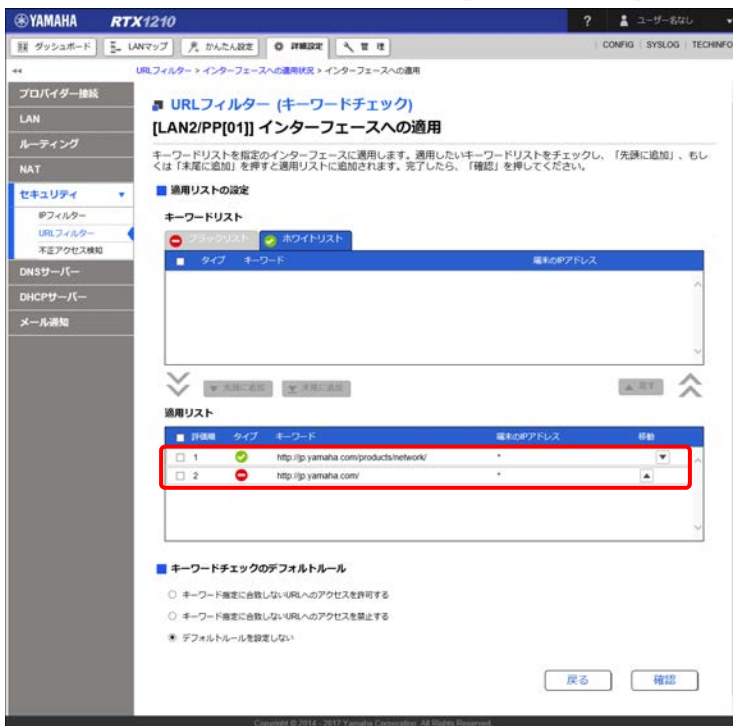 YAMAHA RTX1210 ? ユーザー名なし
ダッシュボード LANマップ かんたん設定 詳細設定 管理 CONFIG SYSLOG TECHINFO
URLフィルター > インターフェースへの適用状況 > インターフェースへの適用
プロバイダー接続
LAN
ルーティング
NAT
セキュリティ
IPフィルター
URLフィルター
不正アクセス検知
DNSサーバー
DHCPサーバー
メール通知
URLフィルター (キーワードチェック)
[LAN2/PP[01]] インターフェースへの適用
キーワードリストを指定のインターフェースに適用します。適用したいキーワードリストをチェックし、「先頭に追加」、もし
くは「末尾に追加」を押すと適用リストに追加されます。完了したら、「確認」を押してください。
適用リストの設定
キーワードリスト
ブラックリスト ホワイトリスト
タイプ キーワード 端末のIPアドレス
先頭に追加 末尾に追加 戻す
適用リスト
評価順 タイプ キーワード 端末のIPアドレス 移動
1 http://jp.yamaha.com/products/network/ *
2 http://jp.yamaha.com/ *
キーワードチェックのデフォルトルール
キーワード指定に合致しないURLへのアクセスを許可する
キーワード指定に合致しないURLへのアクセスを禁止する
デフォルトルールを設定しない
戻る 確認
Copyright © 2014 - 2017 Yamaha Corporation. All Rights Reserved.